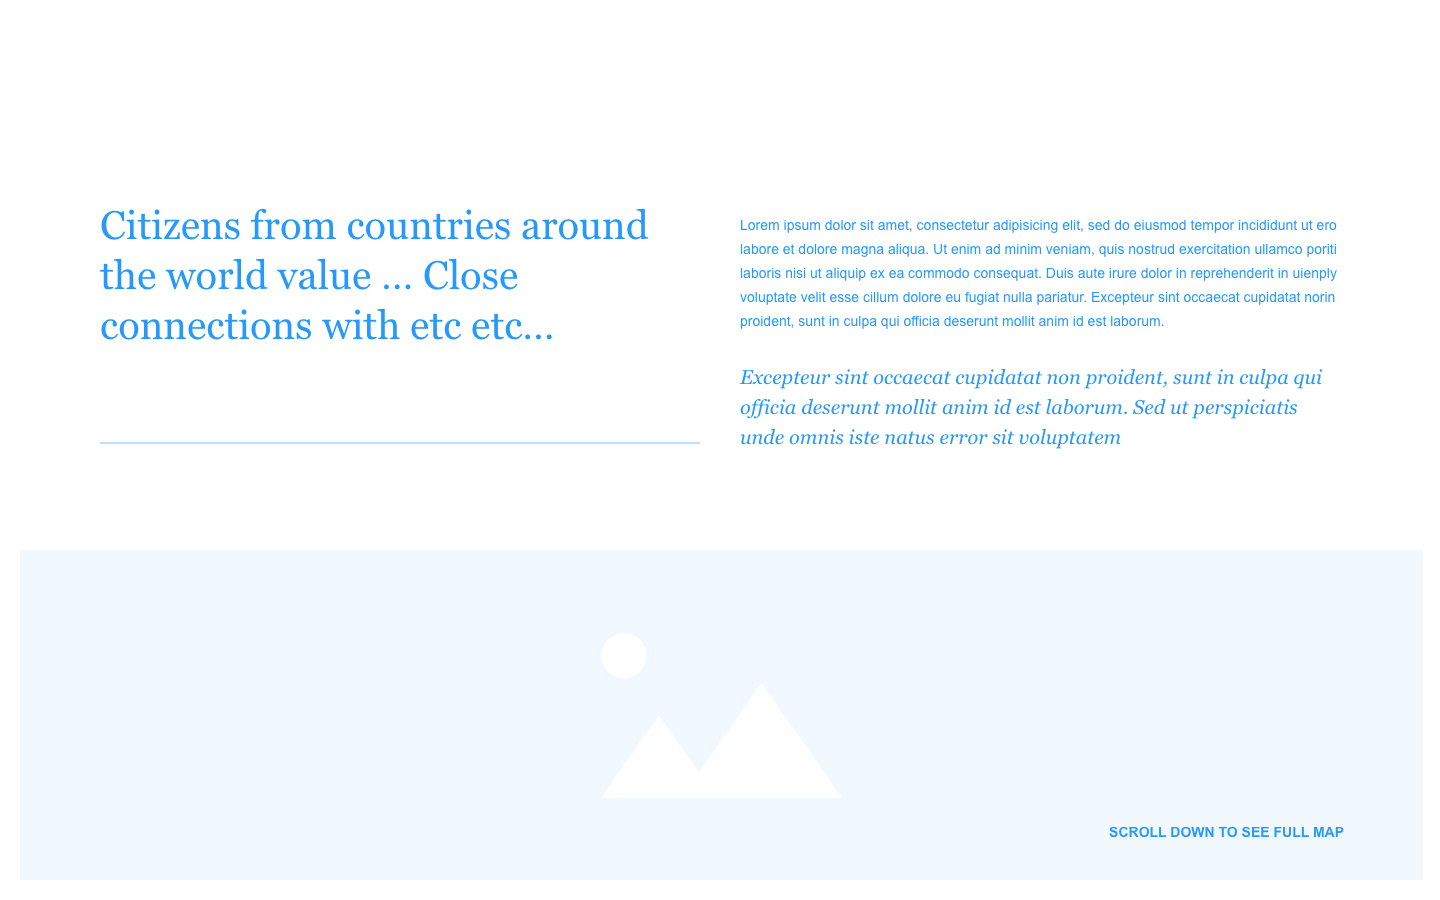 Citizens from countries around
the world value ... Close
connections with etc etc...
Lorem ipsum dolor sit amet, consectetur adipisicing elit, sed do eiusmod tempor incididunt ut ero
labore et dolore magna aliqua. Ut enim ad minim veniam, quis nostrud exercitation ullamco poriti
laboris nisi ut aliquip ex ea commodo consequat. Duis aute irure dolor in reprehenderit in uienply
voluptate velit esse cillum dolore eu fugiat nulla pariatur. Excepteur sint occaecat cupidatat norin
proident, sunt in culpa qui officia deserunt mollit anim id est laborum.
Excepteur sint occaecat cupidatat non proident, sunt in culpa qui
officia deserunt mollit anim id est laborum. Sed ut perspiciatis
unde omnis iste natus error sit voluptatem
SCROLL DOWN TO SEE FULL MAP